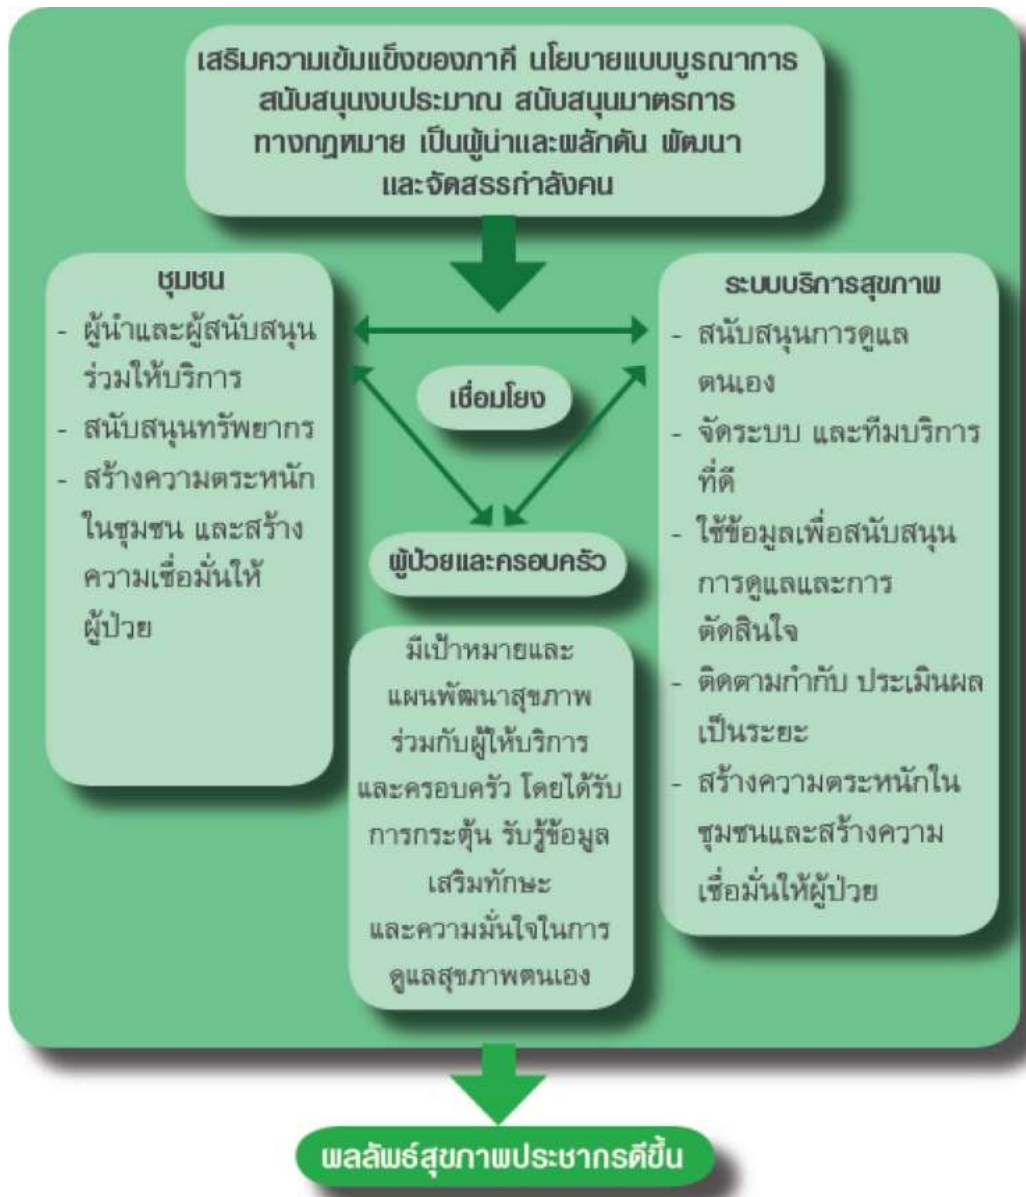 เสริมความเข้มแข็งของภาคี นโยบายแบบบูรณาการ
สนับสนุนงบประมาณ สนับสนุนมาตรการ
ทางกฎหมาย เป็นผู้นำและผลักดัน พัฒนา
และจัดสรรกำลังคน
ชุมชน
- ผู้นำและผู้สนับสนุน
ร่วมให้บริการ
- สนับสนุนทรัพยากร
- สร้างความตระหนัก
ในชุมชน และสร้าง
ความเชื่อมั่นให้
ผู้ป่วย
เชื่อมโยง
ผู้ป่วยและครอบครัว
มีเป้าหมายและ
แผนพัฒนาสุขภาพ
ร่วมกับผู้ให้บริการ
และครอบครัว โดยได้รับ
การกระตุ้น รับรู้ข้อมูล
เสริมทักษะ
และความมั่นใจในการ
ดูแลสุขภาพตนเอง
ระบบบริการสุขภาพ
- สนับสนุนการดูแล
ตนเอง
- จัดระบบ และทีมบริการ
ที่ดี
- ใช้ข้อมูลเพื่อสนับสนุน
การดูแลและการ
ตัดสินใจ
- ติดตามกำกับ ประเมินผล
เป็นระยะ
- สร้างความตระหนักใน
ชุมชนและสร้างความ
เชื่อมั่นให้ผู้ป่วย
ผลลัพธ์สุขภาพประชากรดีขึ้น